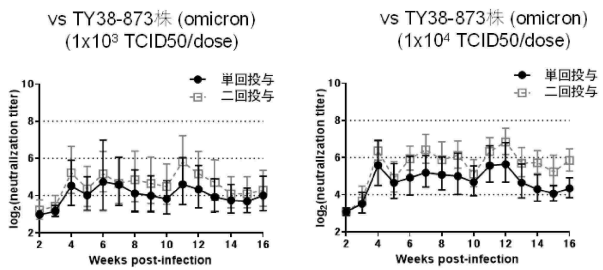 vs TY38-873株 (omicron)
(1x10³ TCID50/dose)
単回投与
二回投与
log₂(neutralization titer)
10
8
6
4
2
2 4 6 8 10 12 14 16
Weeks post-infection
vs TY38-873株 (omicron)
(1x10⁴ TCID50/dose)
単回投与
二回投与
log₂(neutralization titer)
10
8
6
4
2
2 4 6 8 10 12 14 16
Weeks post-infection